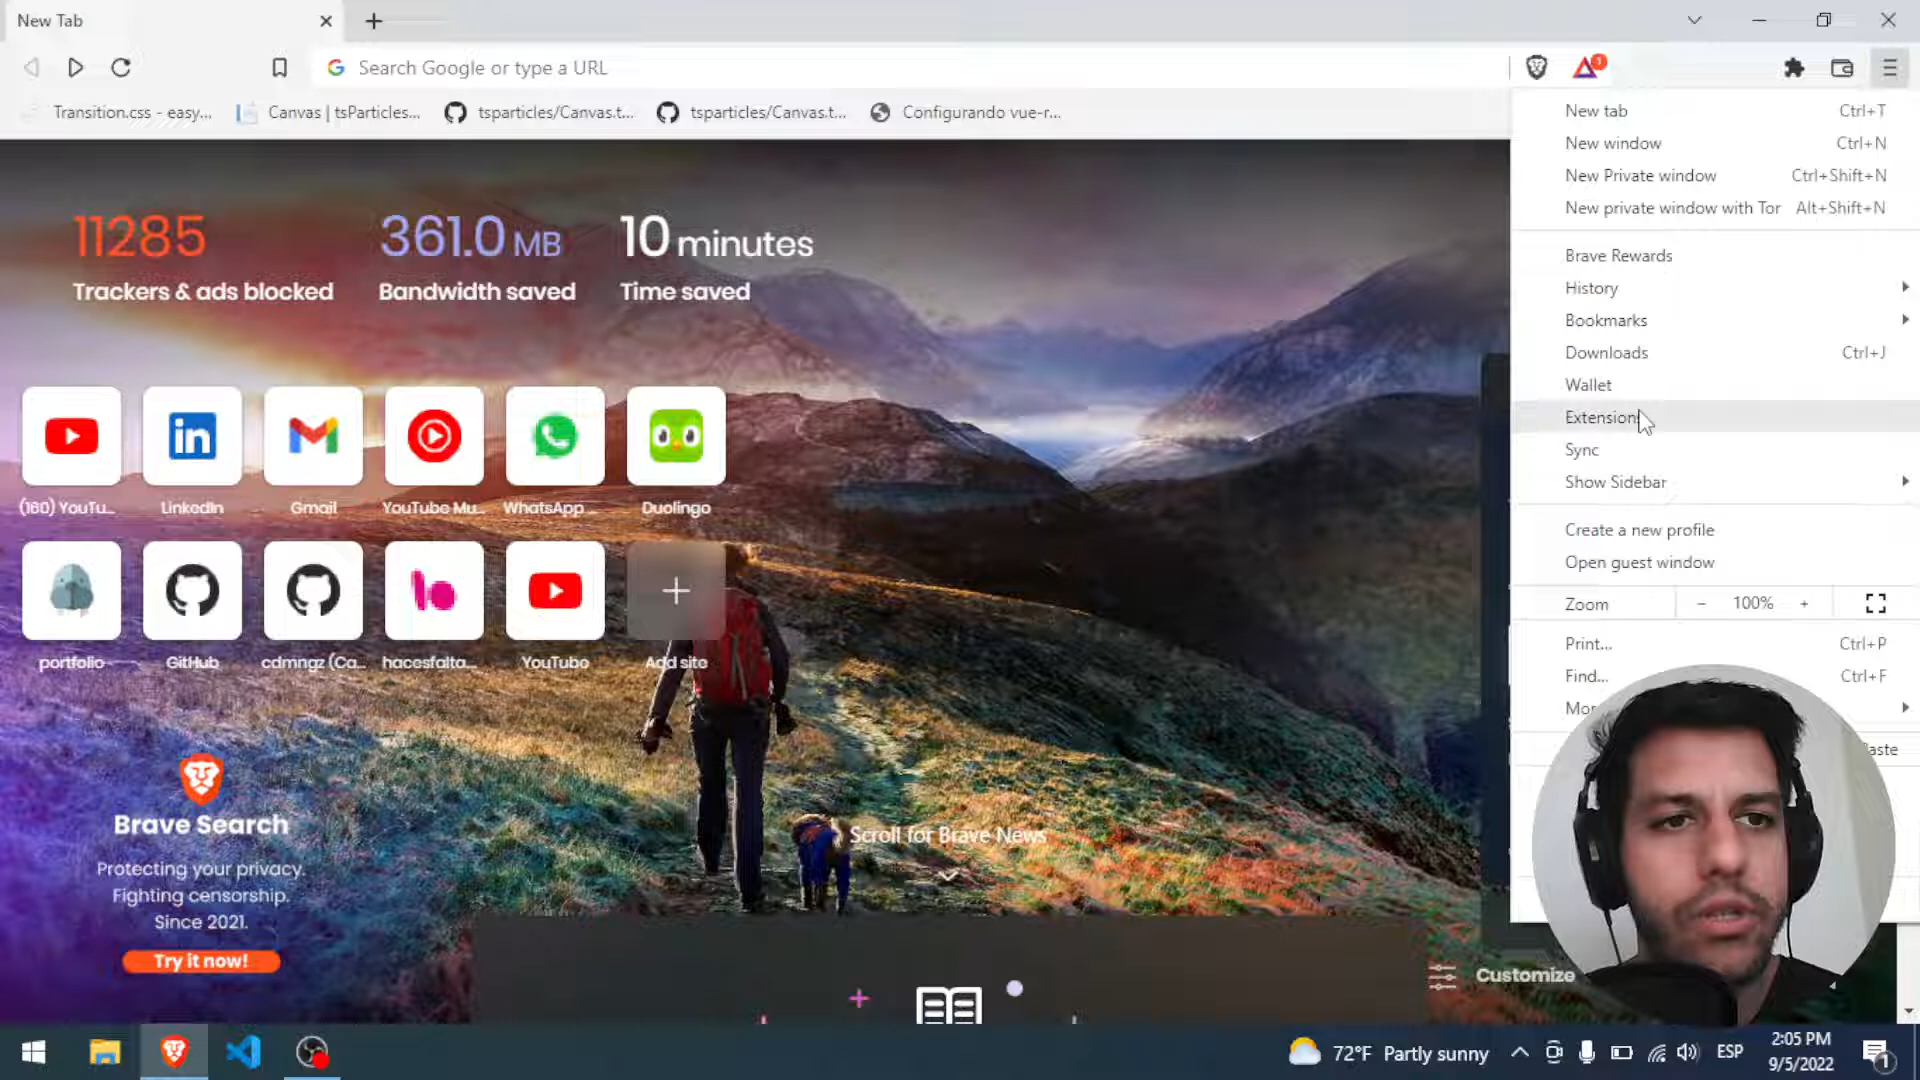 New Tab
Search Google or type a URL
1
Transition.css - easy...
Canvas | tsParticles...
tsparticles/Canvas.t...
tsparticles/Canvas.t...
Configurando vue-r...
New tab Ctrl+T
New window Ctrl+N
New Private window Ctrl+Shift+N
New private window with Tor Alt+Shift+N
Brave Rewards
History
Bookmarks
Downloads Ctrl+J
Wallet
Extension
Sync
Show Sidebar
Create a new profile
Open guest window
Zoom - 100% +
Print... Ctrl+P
Find... Ctrl+F
Mor
aste
11285
Trackers & ads blocked
361.0 MB
Bandwidth saved
10 minutes
Time saved
(160) YouTu...
LinkedIn
Gmail
YouTube Mu...
WhatsApp ...
Duolingo
portfolio
GitHub
cdmngz (Ca...
hacesfalta...
YouTube
Add site
Brave Search
Protecting your privacy.
Fighting censorship.
Since 2021.
Try it now!
Scroll for Brave News
Customize
72°F Partly sunny
ESP
2:05 PM
9/5/2022
1